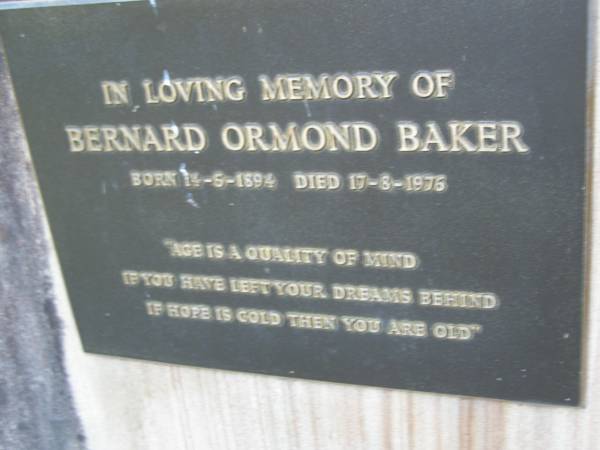 IN LOVING MEMORY OF
BERNARD ORMOND BAKER
BORN 14-5-1894 DIED 17-8-1976
"AGE IS A QUALITY OF MIND
IF YOU HAVE LEFT YOUR DREAMS BEHIND
IF HOPE IS COLD THEN YOU ARE OLD"